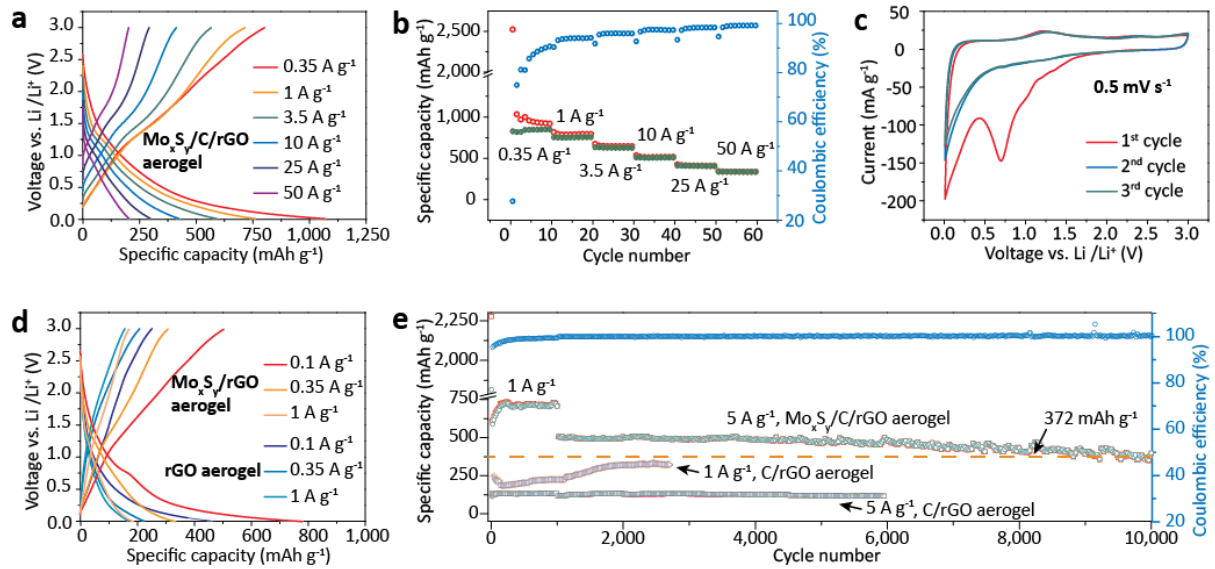 a
Voltage vs. Li /Li⁺ (V)
3.0
2.5
2.0
1.5
1.0
0.5
0.0
0
250
500
750
1,000
1,250
Specific capacity (mAh g⁻¹)
MoₓSᵧ/C/rGO
aerogel
0.35 A g⁻¹
1 A g⁻¹
3.5 A g⁻¹
10 A g⁻¹
25 A g⁻¹
50 A g⁻¹
b
Specific capacity (mAh g⁻¹)
2,500
2,000
1,000
500
0
0
10
20
30
40
50
60
Cycle number
Coulombic efficiency (%)
100
90
80
70
60
50
40
30
20
0.35 A g⁻¹
1 A g⁻¹
3.5 A g⁻¹
10 A g⁻¹
25 A g⁻¹
50 A g⁻¹
c
Current (mA g⁻¹)
50
0
-50
-100
-150
-200
0.0
0.5
1.0
1.5
2.0
2.5
3.0
Voltage vs. Li /Li⁺ (V)
0.5 mV s⁻¹
1ˢᵗ cycle
2ⁿᵈ cycle
3ʳᵈ cycle
d
Voltage vs. Li /Li⁺ (V)
3.0
2.5
2.0
1.5
1.0
0.5
0.0
0
200
400
600
800
1,000
Specific capacity (mAh g⁻¹)
MoₓSᵧ/rGO
aerogel
rGO aerogel
0.1 A g⁻¹
0.35 A g⁻¹
1 A g⁻¹
0.1 A g⁻¹
0.35 A g⁻¹
1 A g⁻¹
e
Specific capacity (mAh g⁻¹)
2,250
2,000
750
500
250
0
0
2,000
4,000
6,000
8,000
10,000
Cycle number
Coulombic efficiency (%)
100
90
80
70
60
50
40
30
20
1 A g⁻¹
5 A g⁻¹, MoₓSᵧ/C/rGO aerogel
372 mAh g⁻¹
1 A g⁻¹, C/rGO aerogel
5 A g⁻¹, C/rGO aerogel